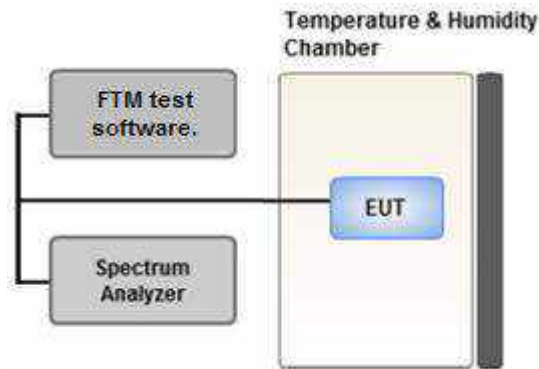 Temperature & Humidity
Chamber
FTM test
software.
EUT
Spectrum
Analyzer